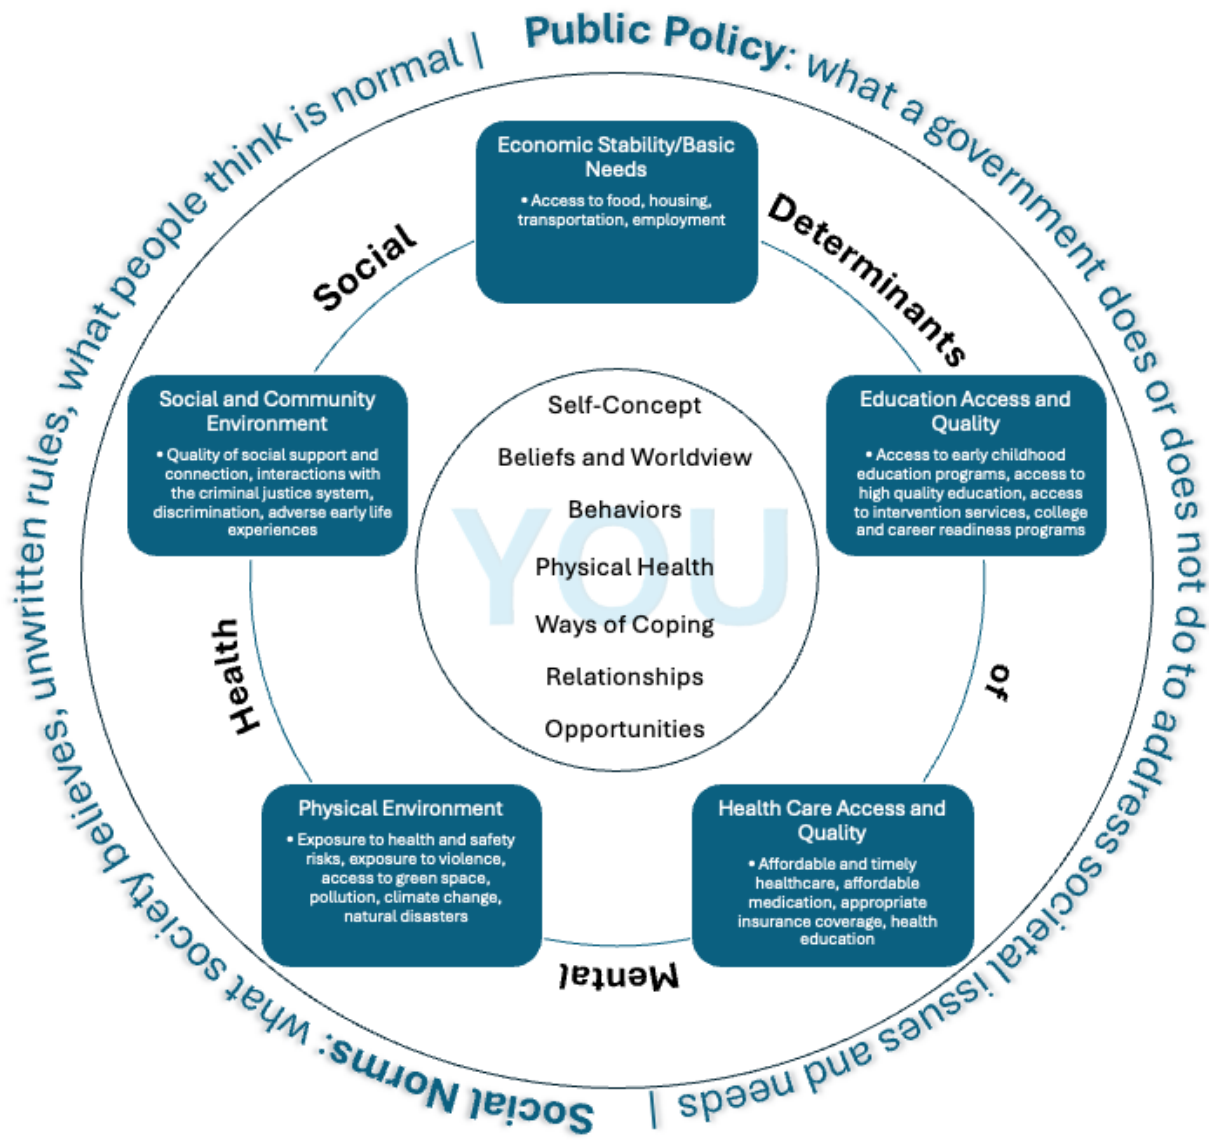 Public Policy: what a government does or does not do to address societal issues and needs |
Social Norms: what society believes, unwritten rules, what people think is normal |
Social Determinants of Mental Health
Economic Stability/Basic
Needs
• Access to food, housing,
transportation, employment
Education Access and
Quality
• Access to early childhood
education programs, access to
high quality education, access
to intervention services, college
and career readiness programs
Health Care Access and
Quality
• Affordable and timely
healthcare, affordable
medication, appropriate
insurance coverage, health
education
Physical Environment
• Exposure to health and safety
risks, exposure to violence,
access to green space,
pollution, climate change,
natural disasters
Social and Community
Environment
• Quality of social support and
connection, interactions with
the criminal justice system,
discrimination, adverse early life
experiences
YOU
Self-Concept
Beliefs and Worldview
Behaviors
Physical Health
Ways of Coping
Relationships
Opportunities